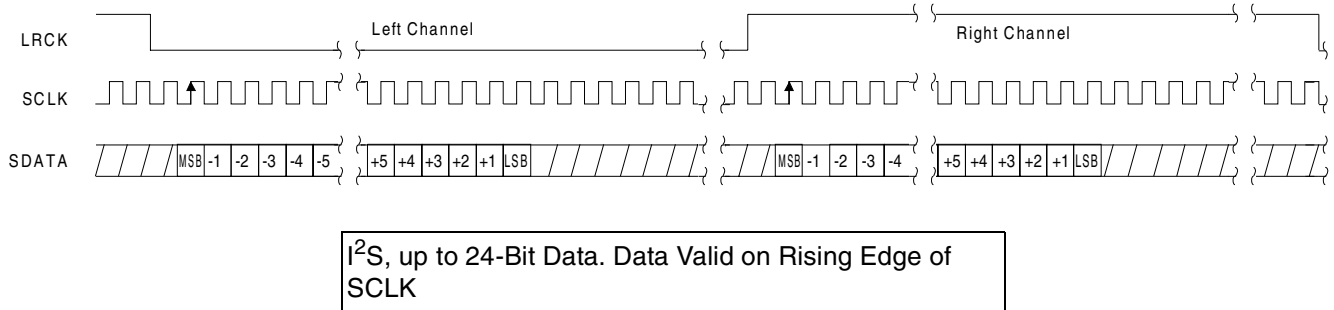 LRCK Left Channel Right Channel
SCLK
SDATA MSB -1 -2 -3 -4 -5 +5 +4 +3 +2 +1 LSB MSB -1 -2 -3 -4 +5 +4 +3 +2 +1 LSB
I²S, up to 24-Bit Data. Data Valid on Rising Edge of
SCLK